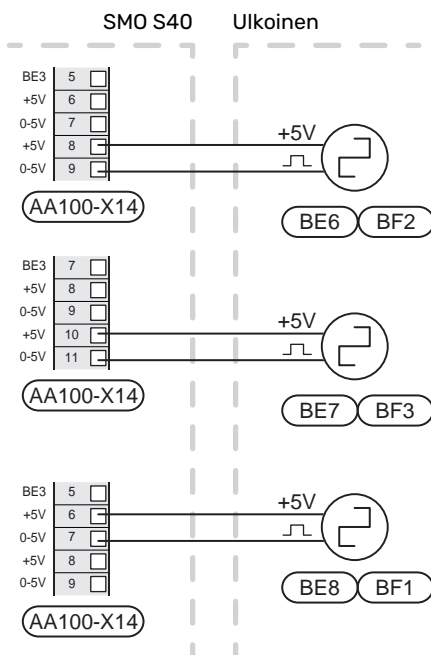 SMO S40 Ulkoinen
BE3 5
+5V 6
0-5V 7
+5V 8 +5V
0-5V 9
AA100-X14 BE6 BF2
BE3 7
+5V 8
0-5V 9
+5V 10 +5V
0-5V 11
AA100-X14 BE7 BF3
BE3 5
+5V 6 +5V
0-5V 7
+5V 8
0-5V 9
BE8 BF1
AA100-X14